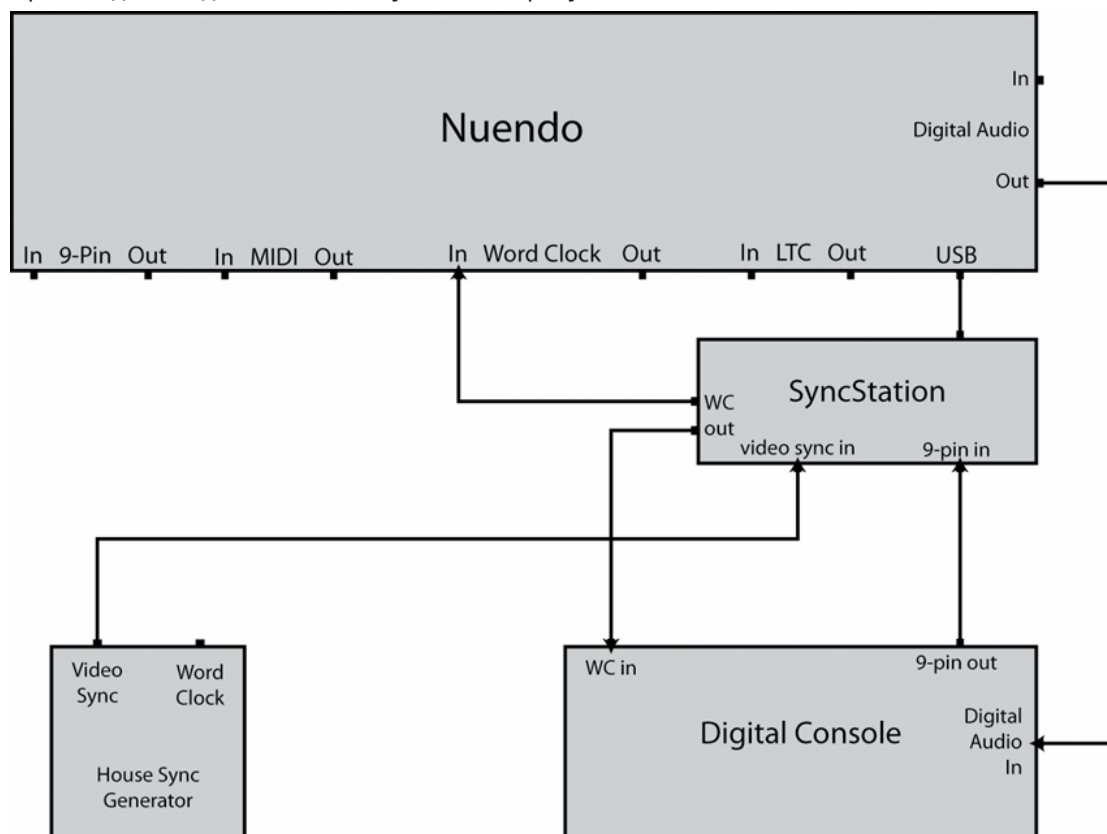 In
Nuendo
Digital Audio
Out
In 9-Pin Out In MIDI Out In Word Clock Out In LTC Out USB
SyncStation
WC
out
video sync in 9-pin in
Video
Sync
Word
Clock
House Sync
Generator
WC in
9-pin out
Digital Console
Digital
Audio
In